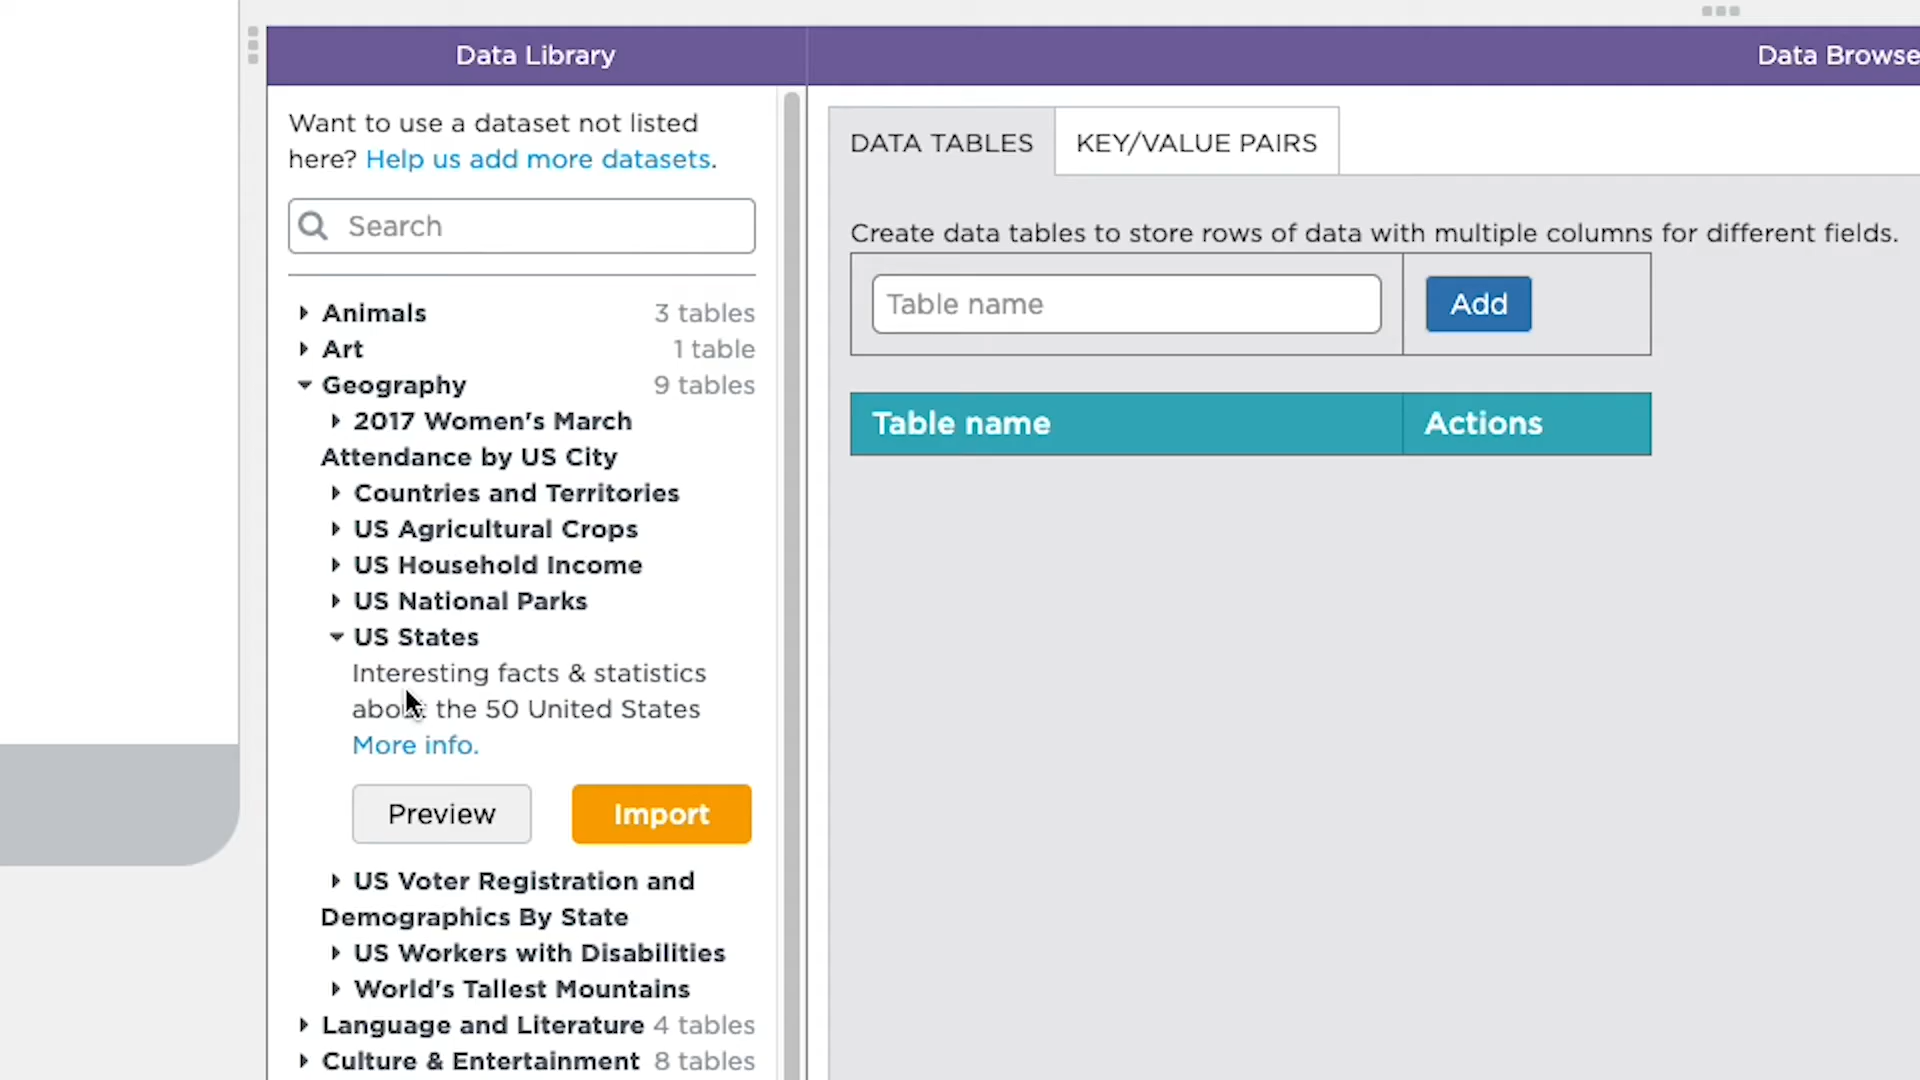 Data Library
Data Browse
Want to use a dataset not listed
here? Help us add more datasets.
Search
Animals 3 tables
Art 1 table
Geography 9 tables
2017 Women's March
Attendance by US City
Countries and Territories
US Agricultural Crops
US Household Income
US National Parks
US States
Interesting facts & statistics
about the 50 United States
More info.
Preview Import
US Voter Registration and
Demographics By State
US Workers with Disabilities
World's Tallest Mountains
Language and Literature 4 tables
Culture & Entertainment 8 tables
DATA TABLES KEY/VALUE PAIRS
Create data tables to store rows of data with multiple columns for different fields.
Table name Add
Table name Actions